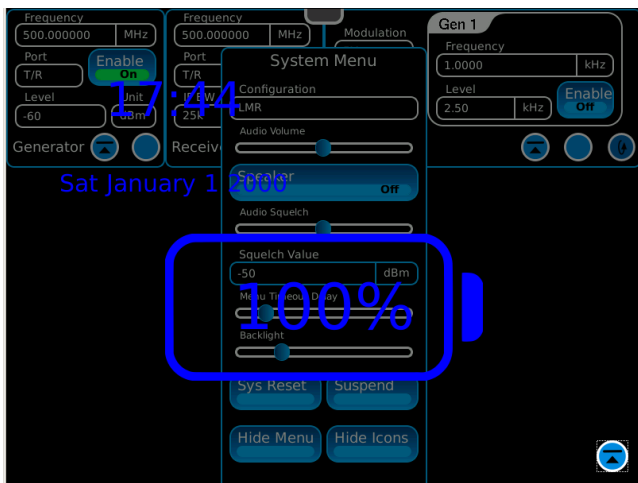 Frequency
500.000000 MHz
Port
T/R
Enable
On
Level
Unit
-60
dBm
Generator
Frequency
500.000000 MHz
Port
T/R
IF BW
25k
Modulation
System Menu
Configuration
LMR
Audio Volume
Speaker
Off
Audio Squelch
Squelch Value
-50 dBm
Menu Timeout Delay
Backlight
Sys Reset
Suspend
Hide Menu
Hide Icons
Gen 1
Frequency
1.0000 kHz
Level
2.50 kHz
Enable
Off
17:44
Sat January 1 2000
100%